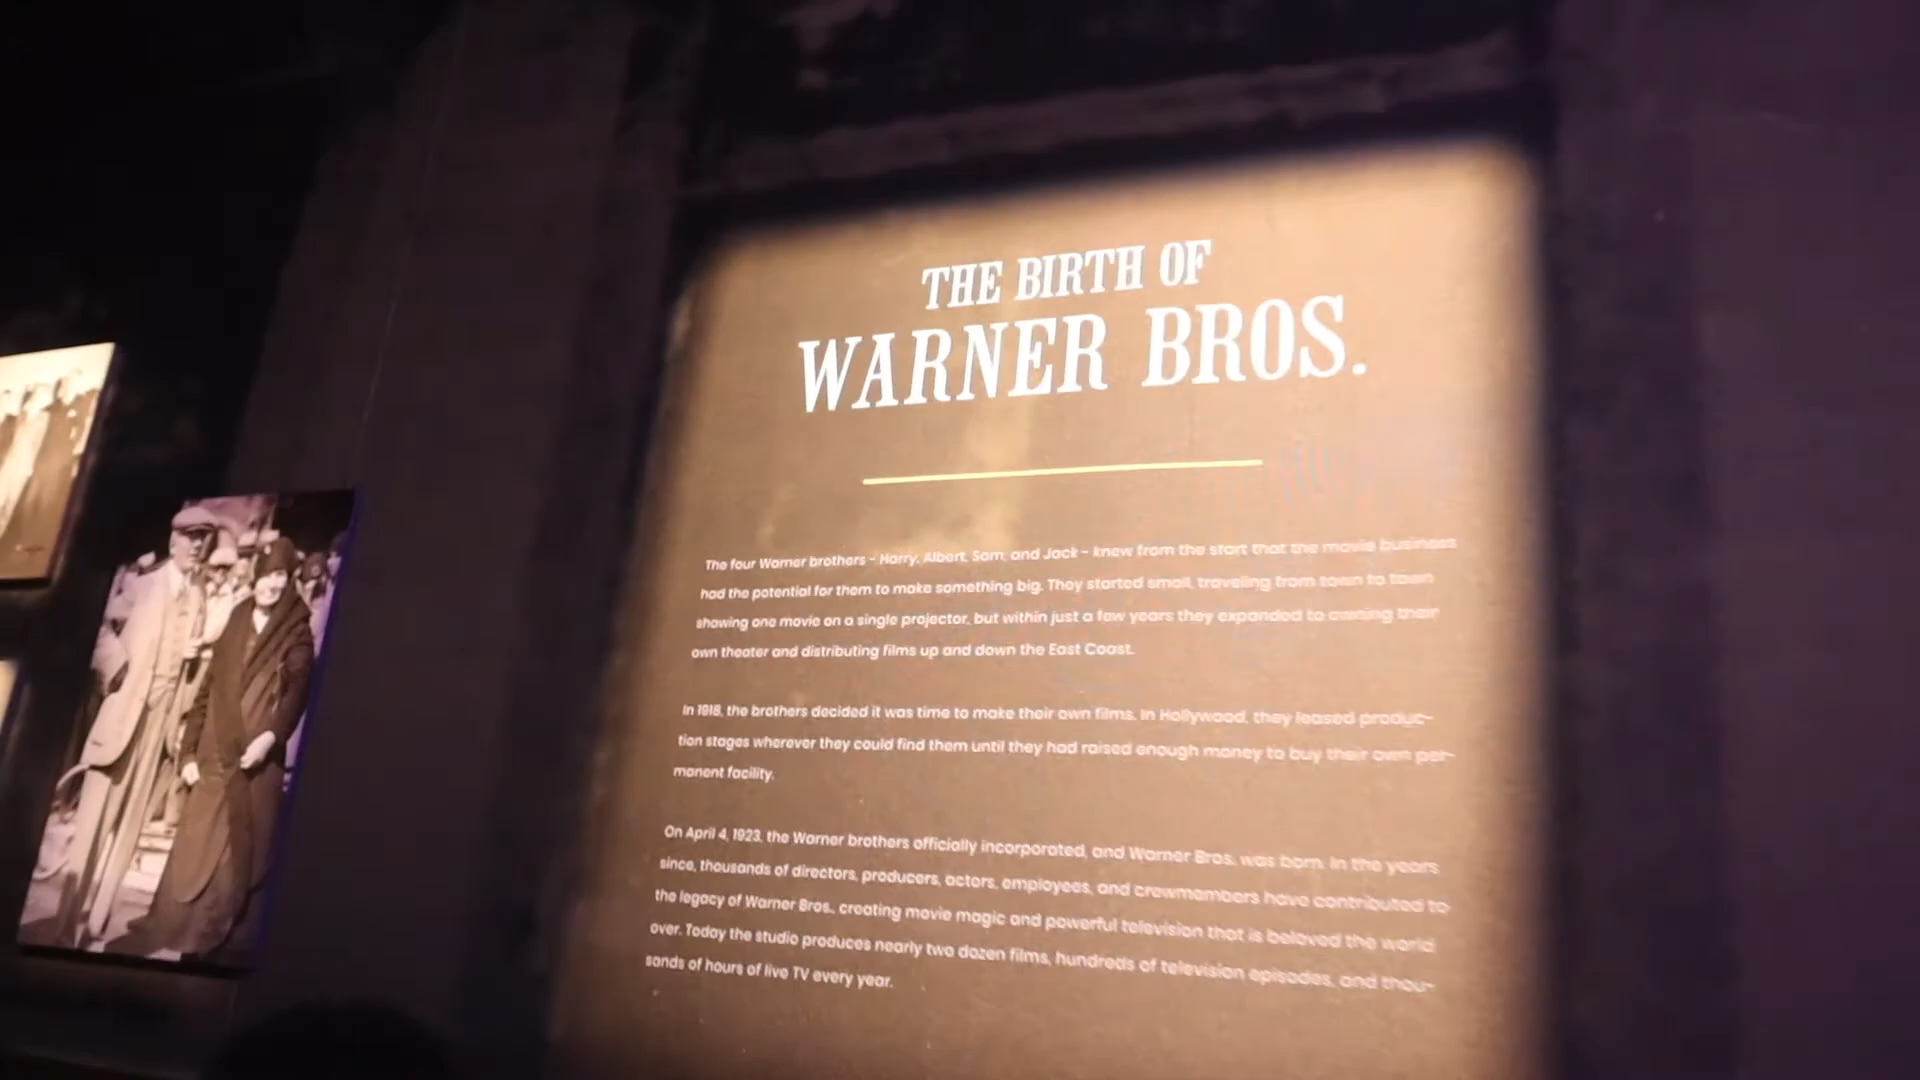 THE BIRTH OF
WARNER BROS.
The four Warner brothers - Harry, Albert, Sam, and Jack - knew from the start that the movie business
had the potential for them to make something big. They started small, traveling from town to town
showing one movie on a single projector, but within just a few years they expanded to owning their
own theater and distributing films up and down the East Coast.
In 1918, the brothers decided it was time to make their own films. In Hollywood, they leased produc-
tion stages wherever they could find them until they had raised enough money to buy their own per-
manent facility.
On April 4, 1923, the Warner brothers officially incorporated, and Warner Bros. was born. In the years
since, thousands of directors, producers, actors, employees, and crewmembers have contributed to
the legacy of Warner Bros., creating movie magic and powerful television that is beloved the world
over. Today the studio produces nearly two dozen films, hundreds of television episodes, and thou-
sands of hours of live TV every year.